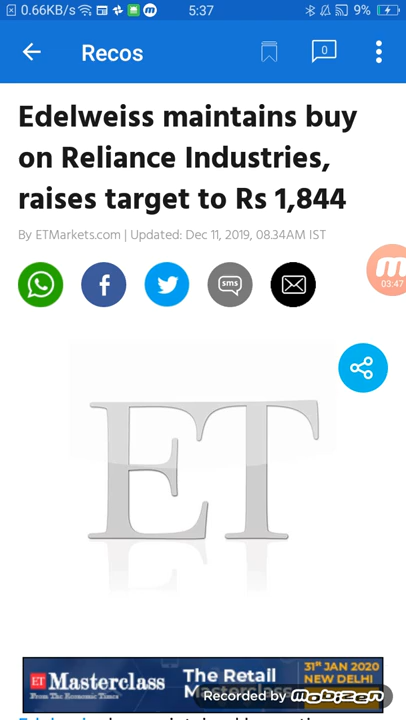 0.66KB/s 5:37 9%
Recos
0
Edelweiss maintains buy
on Reliance Industries,
raises target to Rs 1,844
By ETMarkets.com | Updated: Dec 11, 2019, 08.34AM IST
sms
03:47
ET
ET Masterclass
From The Economic Times
The Retail
31ST JAN 2020
NEW DELHI
Recorded by mobizen